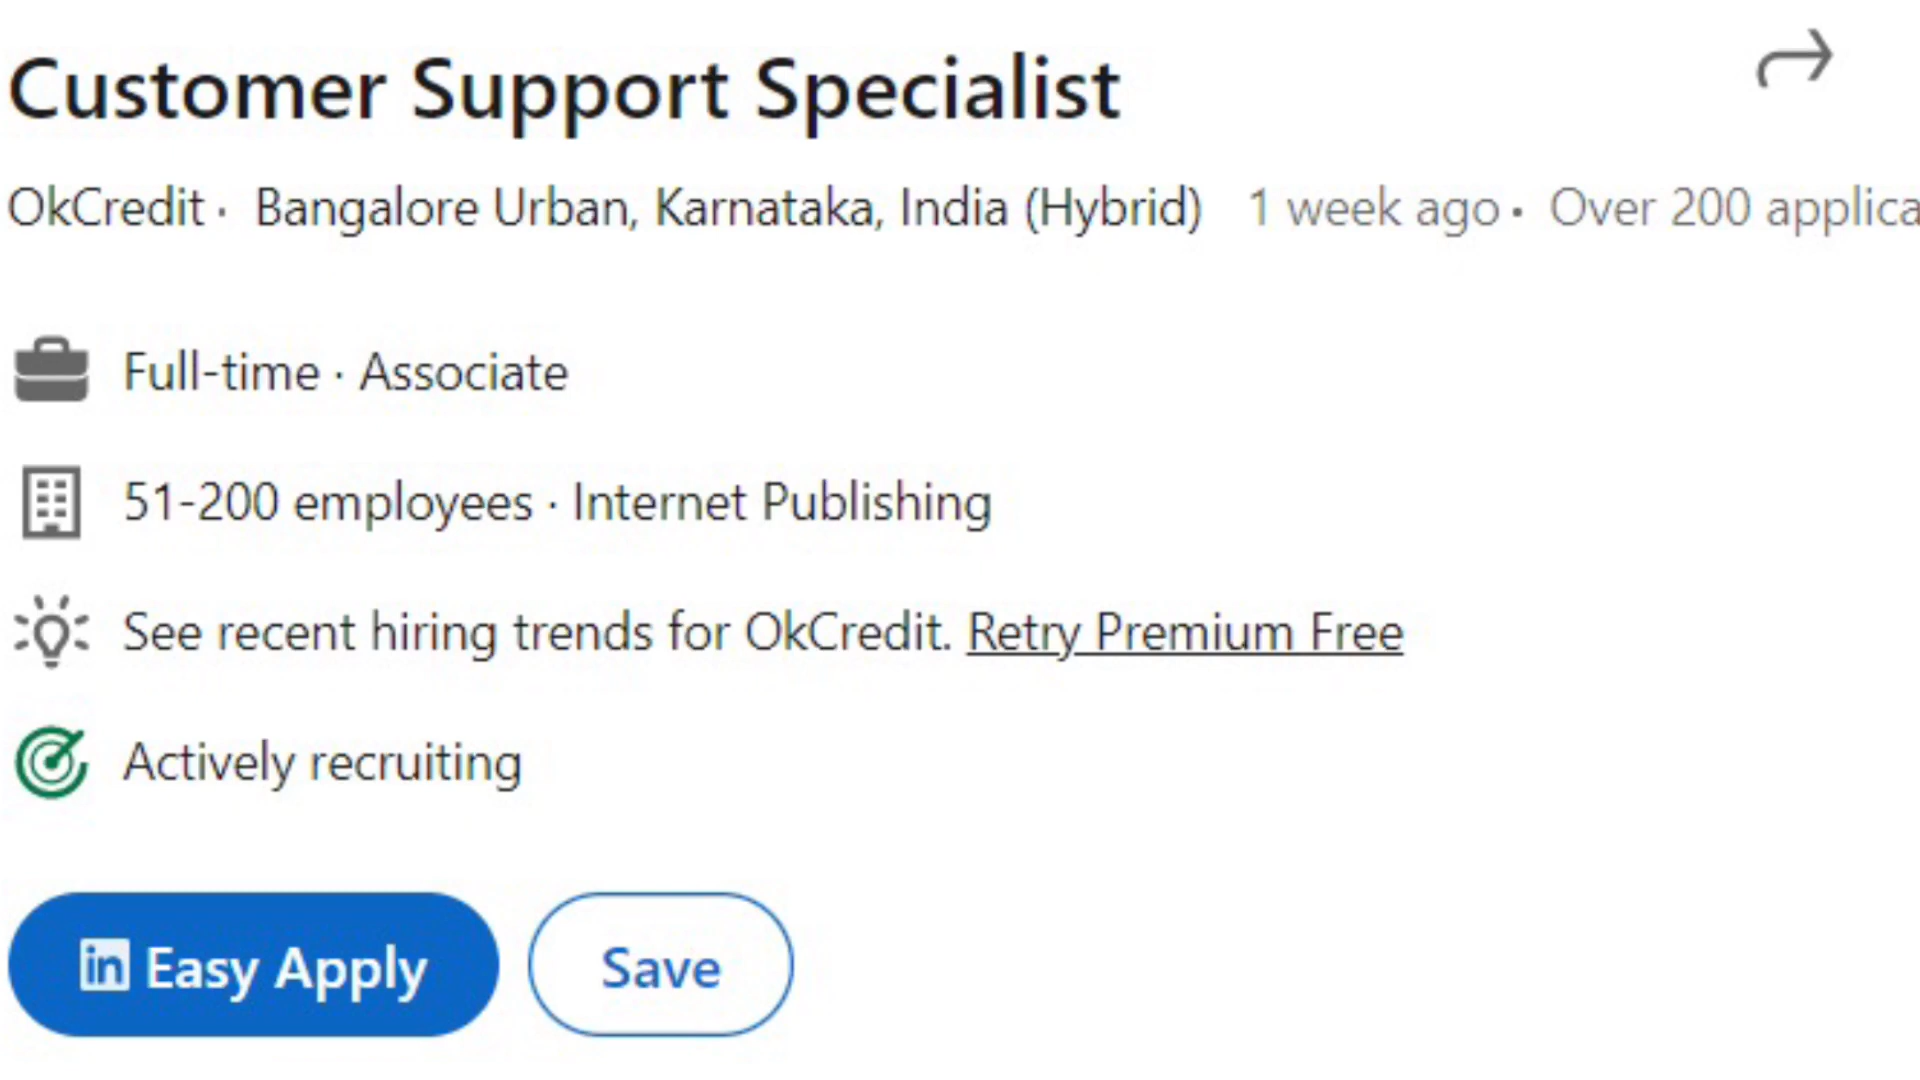 Customer Support Specialist
OkCredit · Bangalore Urban, Karnataka, India (Hybrid) 1 week ago · Over 200 applica
Full-time · Associate
51-200 employees · Internet Publishing
See recent hiring trends for OkCredit. Retry Premium Free
Actively recruiting
in Easy Apply
Save